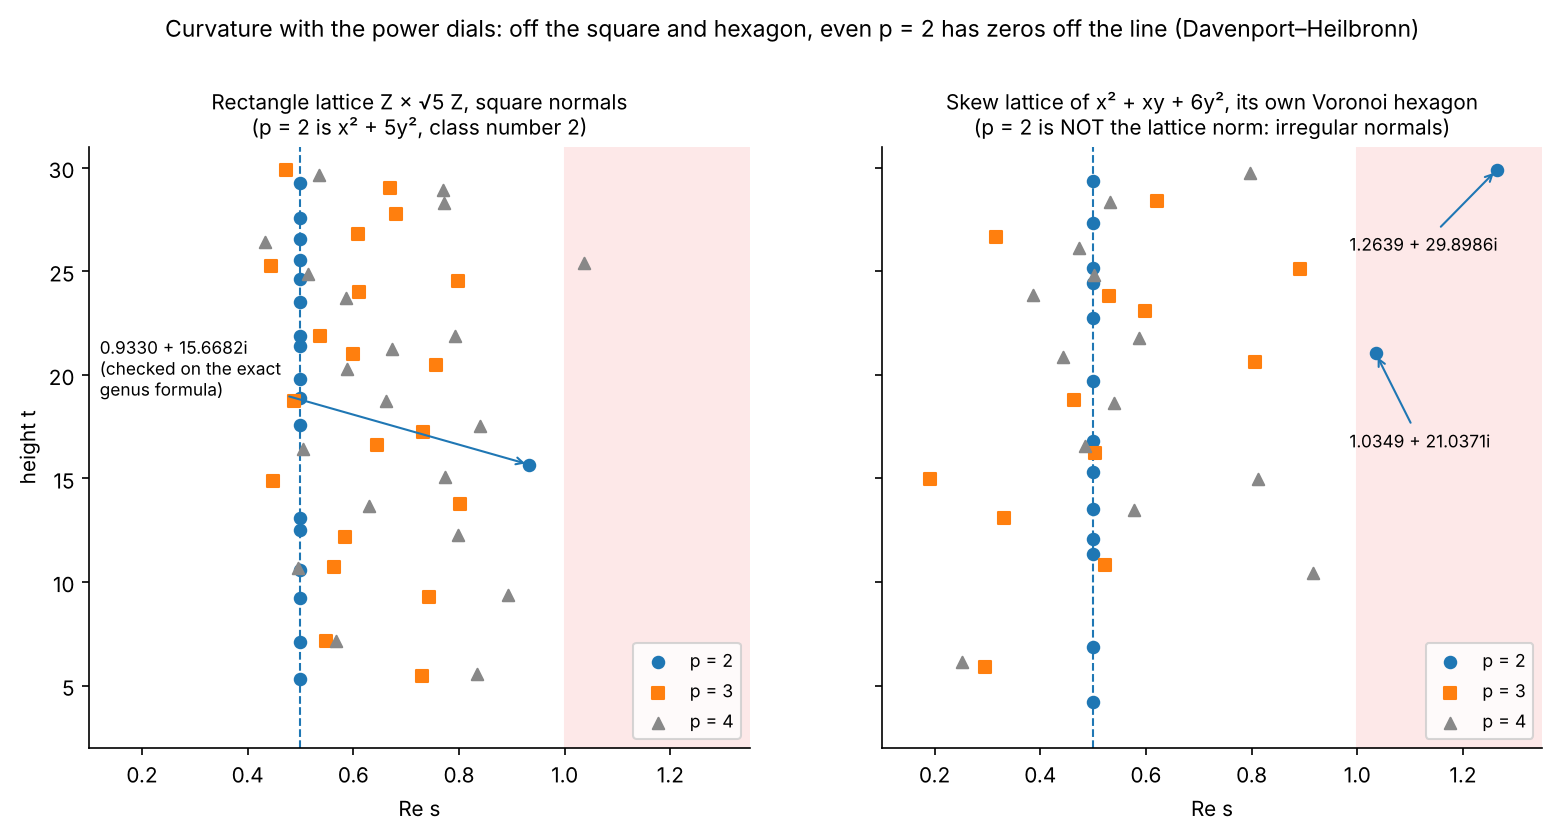 Curvature with the power dials: off the square and hexagon, even p = 2 has zeros off the line (Davenport–Heilbronn)
Rectangle lattice Z × √5 Z, square normals
(p = 2 is x² + 5y², class number 2)
30
25
20
15
10
5
height t
0.9330 + 15.6682i
(checked on the exact
genus formula)
p = 2
p = 3
p = 4
0.2
0.4
0.6
0.8
1.0
1.2
Re s
Skew lattice of x² + xy + 6y², its own Voronoi hexagon
(p = 2 is NOT the lattice norm: irregular normals)
1.2639 + 29.8986i
1.0349 + 21.0371i
p = 2
p = 3
p = 4
0.2
0.4
0.6
0.8
1.0
1.2
Re s